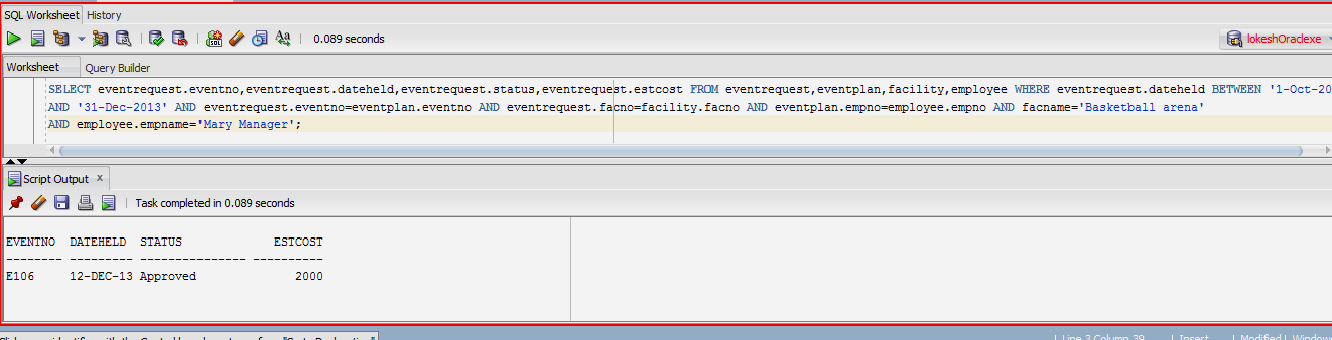 SQL Worksheet History
0.089 seconds
lokeshOraclexe
Worksheet Query Builder
SELECT eventrequest.eventno,eventrequest.dateheld,eventrequest.status,eventrequest.estcost FROM eventrequest,eventplan,facility,employee WHERE eventrequest.dateheld BETWEEN '1-Oct-20
AND '31-Dec-2013' AND eventrequest.eventno=eventplan.eventno AND eventrequest.facno=facility.facno AND eventplan.empno=employee.empno AND facname='Basketball arena'
AND employee.empname='Mary Manager';
Script Output x
Task completed in 0.089 seconds
EVENTNO DATEHELD STATUS ESTCOST
-------- --------- --------------- ----------
E106 12-DEC-13 Approved 2000
Line 3 Column 39 | Insert | Modified | Window